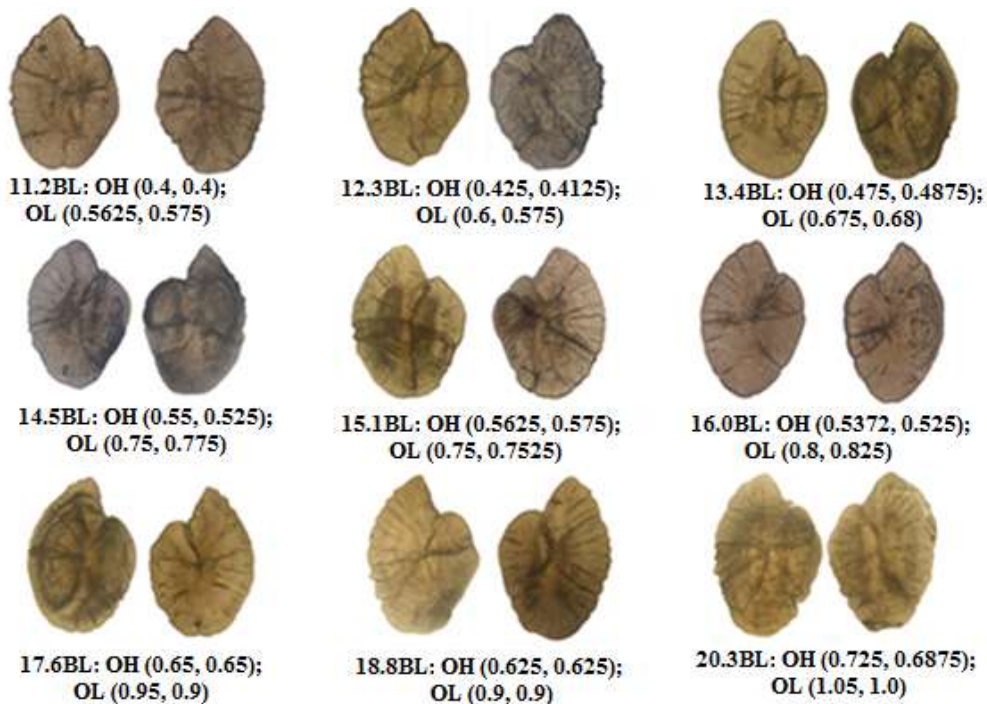 11.2BL: OH (0.4, 0.4);
OL (0.5625, 0.575)
12.3BL: OH (0.425, 0.4125);
OL (0.6, 0.575)
13.4BL: OH (0.475, 0.4875);
OL (0.675, 0.68)
14.5BL: OH (0.55, 0.525);
OL (0.75, 0.775)
15.1BL: OH (0.5625, 0.575);
OL (0.75, 0.7525)
16.0BL: OH (0.5372, 0.525);
OL (0.8, 0.825)
17.6BL: OH (0.65, 0.65);
OL (0.95, 0.9)
18.8BL: OH (0.625, 0.625);
OL (0.9, 0.9)
20.3BL: OH (0.725, 0.6875);
OL (1.05, 1.0)